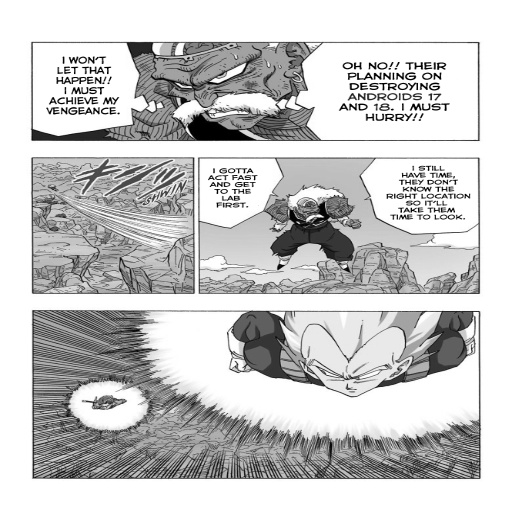 OH NO!! THEIR
PLANNING ON
DESTROYING
ANDROIDS 17
AND 18. I MUST
HURRY!!
I WON'T
LET THAT
HAPPEN!!
I MUST
ACHIEVE MY
VENGEANCE.
I STILL
HAVE TIME,
THEY DON'T
KNOW THE
RIGHT LOCATION
SO IT'LL
TAKE THEM
TIME TO LOOK.
I GOTTA
ACT FAST
AND GET
TO THE
LAB
FIRST.
SHWIN